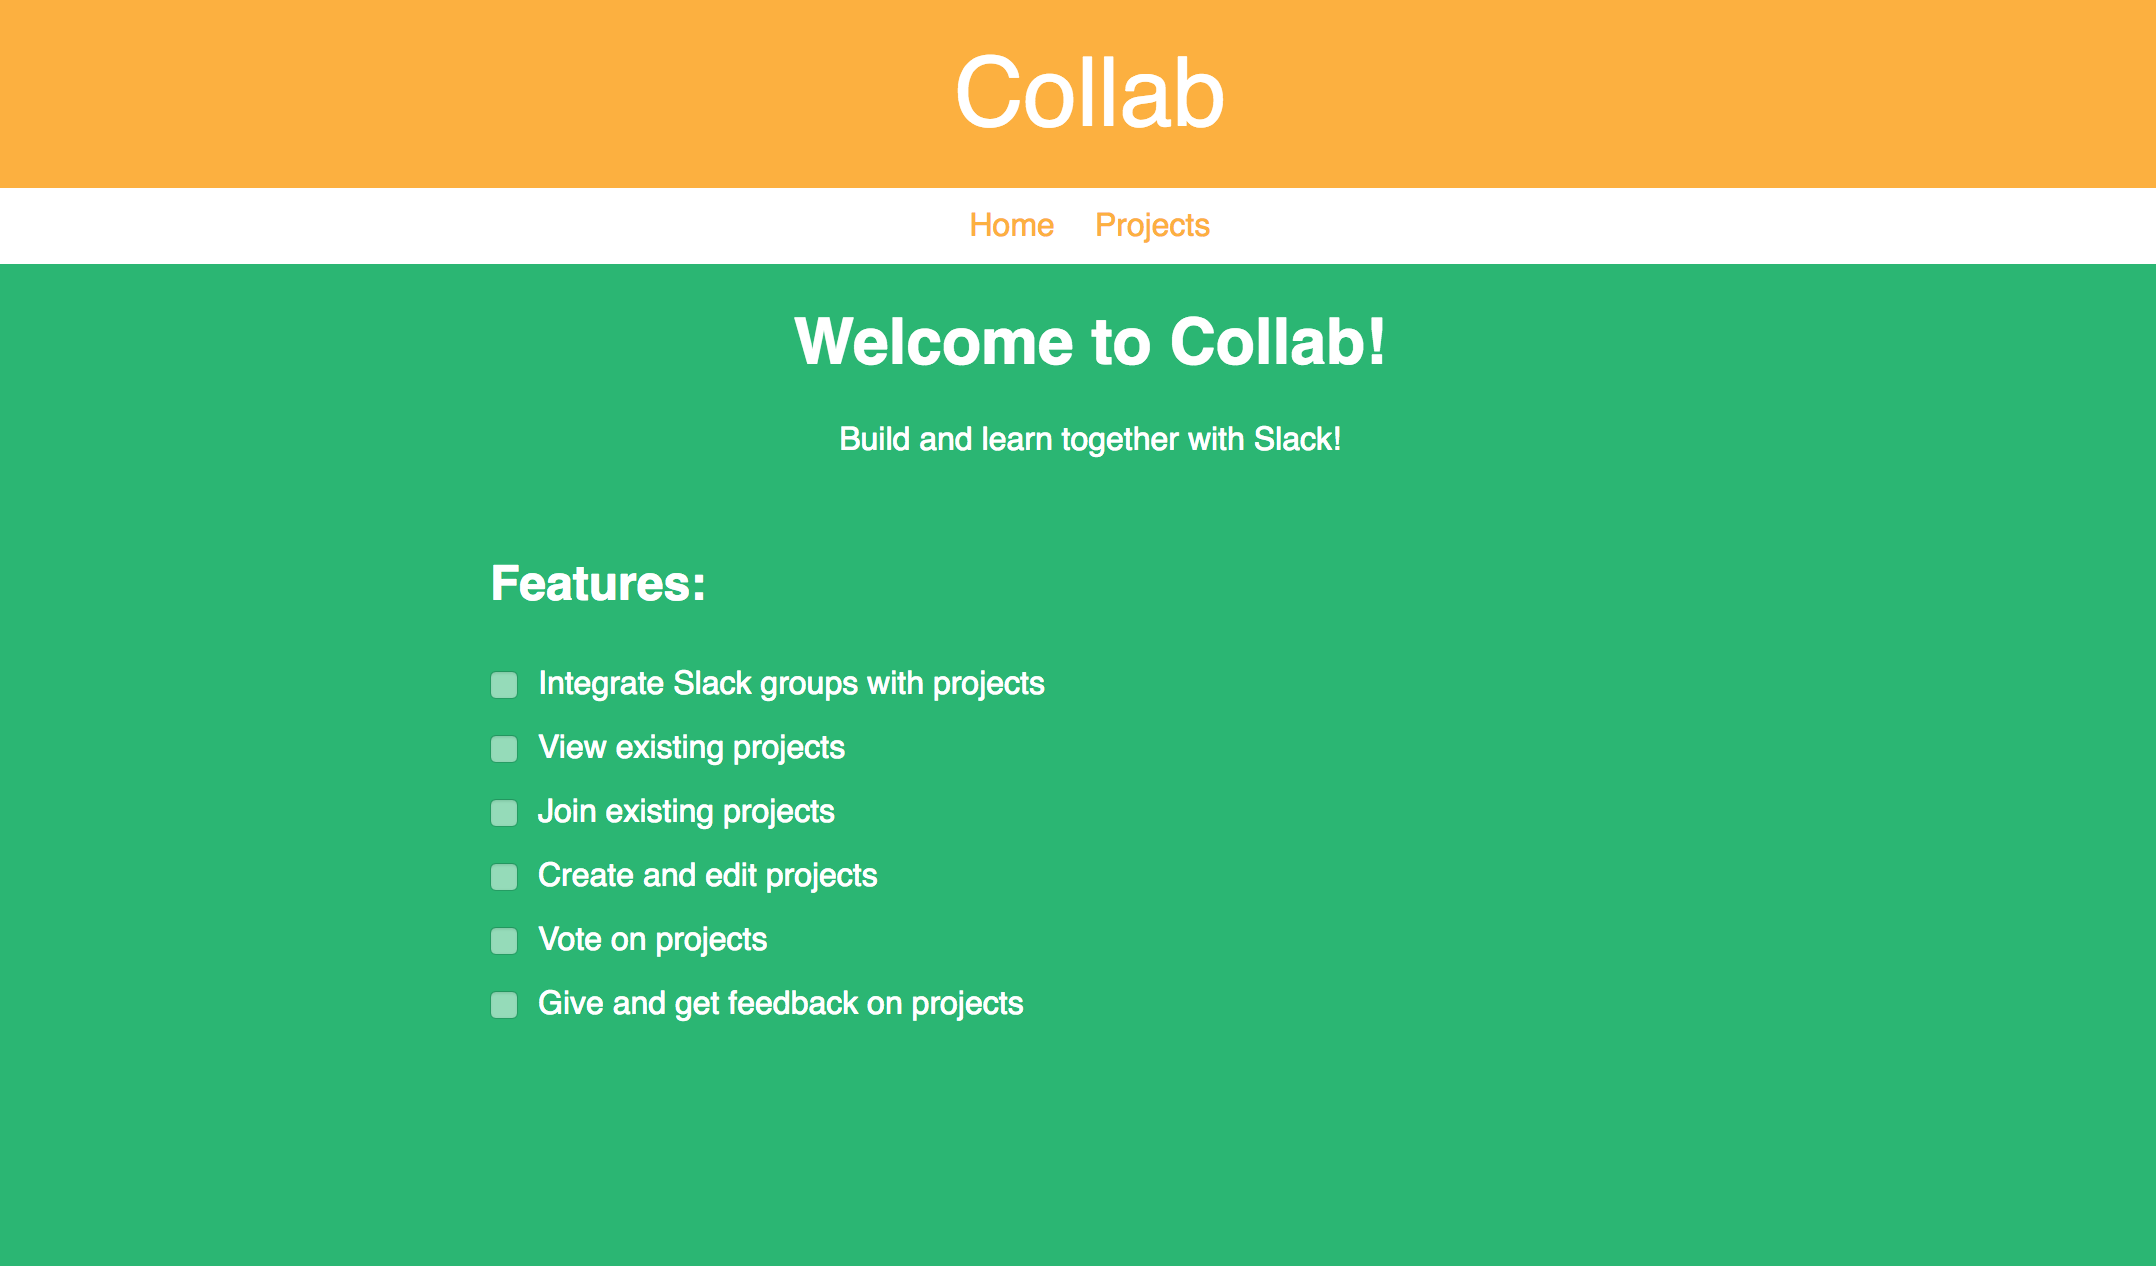 Collab
Home Projects
Welcome to Collab!
Build and learn together with Slack!
Features:
Integrate Slack groups with projects
View existing projects
Join existing projects
Create and edit projects
Vote on projects
Give and get feedback on projects